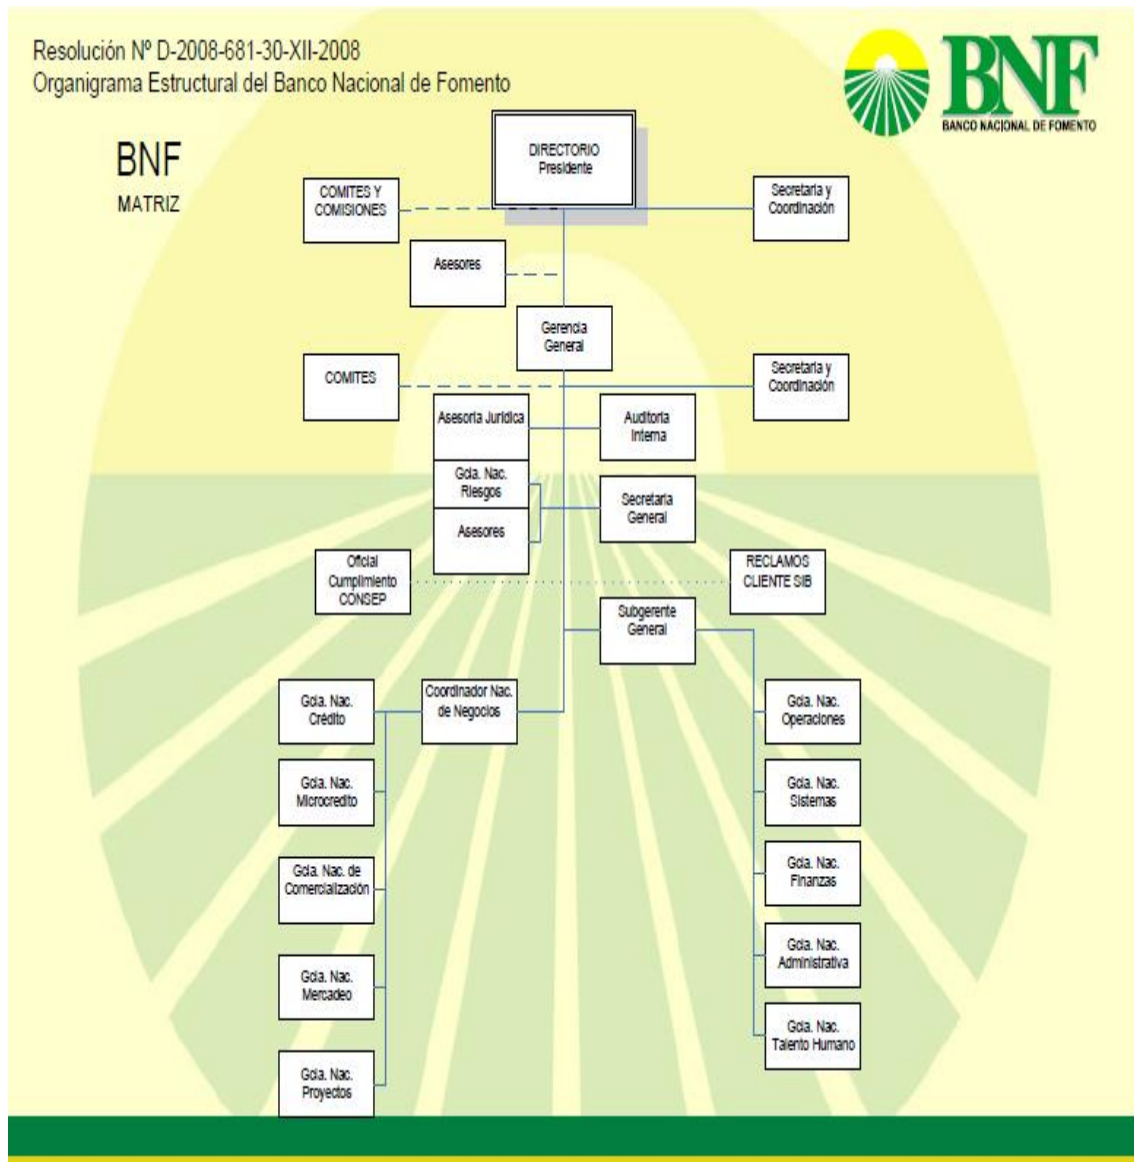 Resolución Nº D-2008-681-30-XII-2008
Organigrama Estructural del Banco Nacional de Fomento
BNF
BANCO NACIONAL DE FOMENTO
BNF
MATRIZ
DIRECTORIO
Presidente
COMITES Y
COMISIONES
Secretaria y
Coordinación
Asesores
Gerencia
General
COMITES
Secretaria y
Coordinación
Asesoria Juridica
Auditoria
Interna
Gcia. Nac.
Riesgos
Secretaria
General
Asesores
Oficial
Cumplimiento
CONSEP
RECLAMOS
CLIENTE SIB
Subgerente
General
Gcia. Nac.
Crédito
Coordinador Nac.
de Negocios
Gcia. Nac.
Operaciones
Gcia. Nac.
Microcredito
Gcia. Nac.
Sistemas
Gcia. Nac. de
Comercialización
Gcia. Nac.
Finanzas
Gcia. Nac.
Mercadeo
Gcia. Nac.
Administrativa
Gcia. Nac.
Talento Humano
Gcia. Nac.
Proyectos